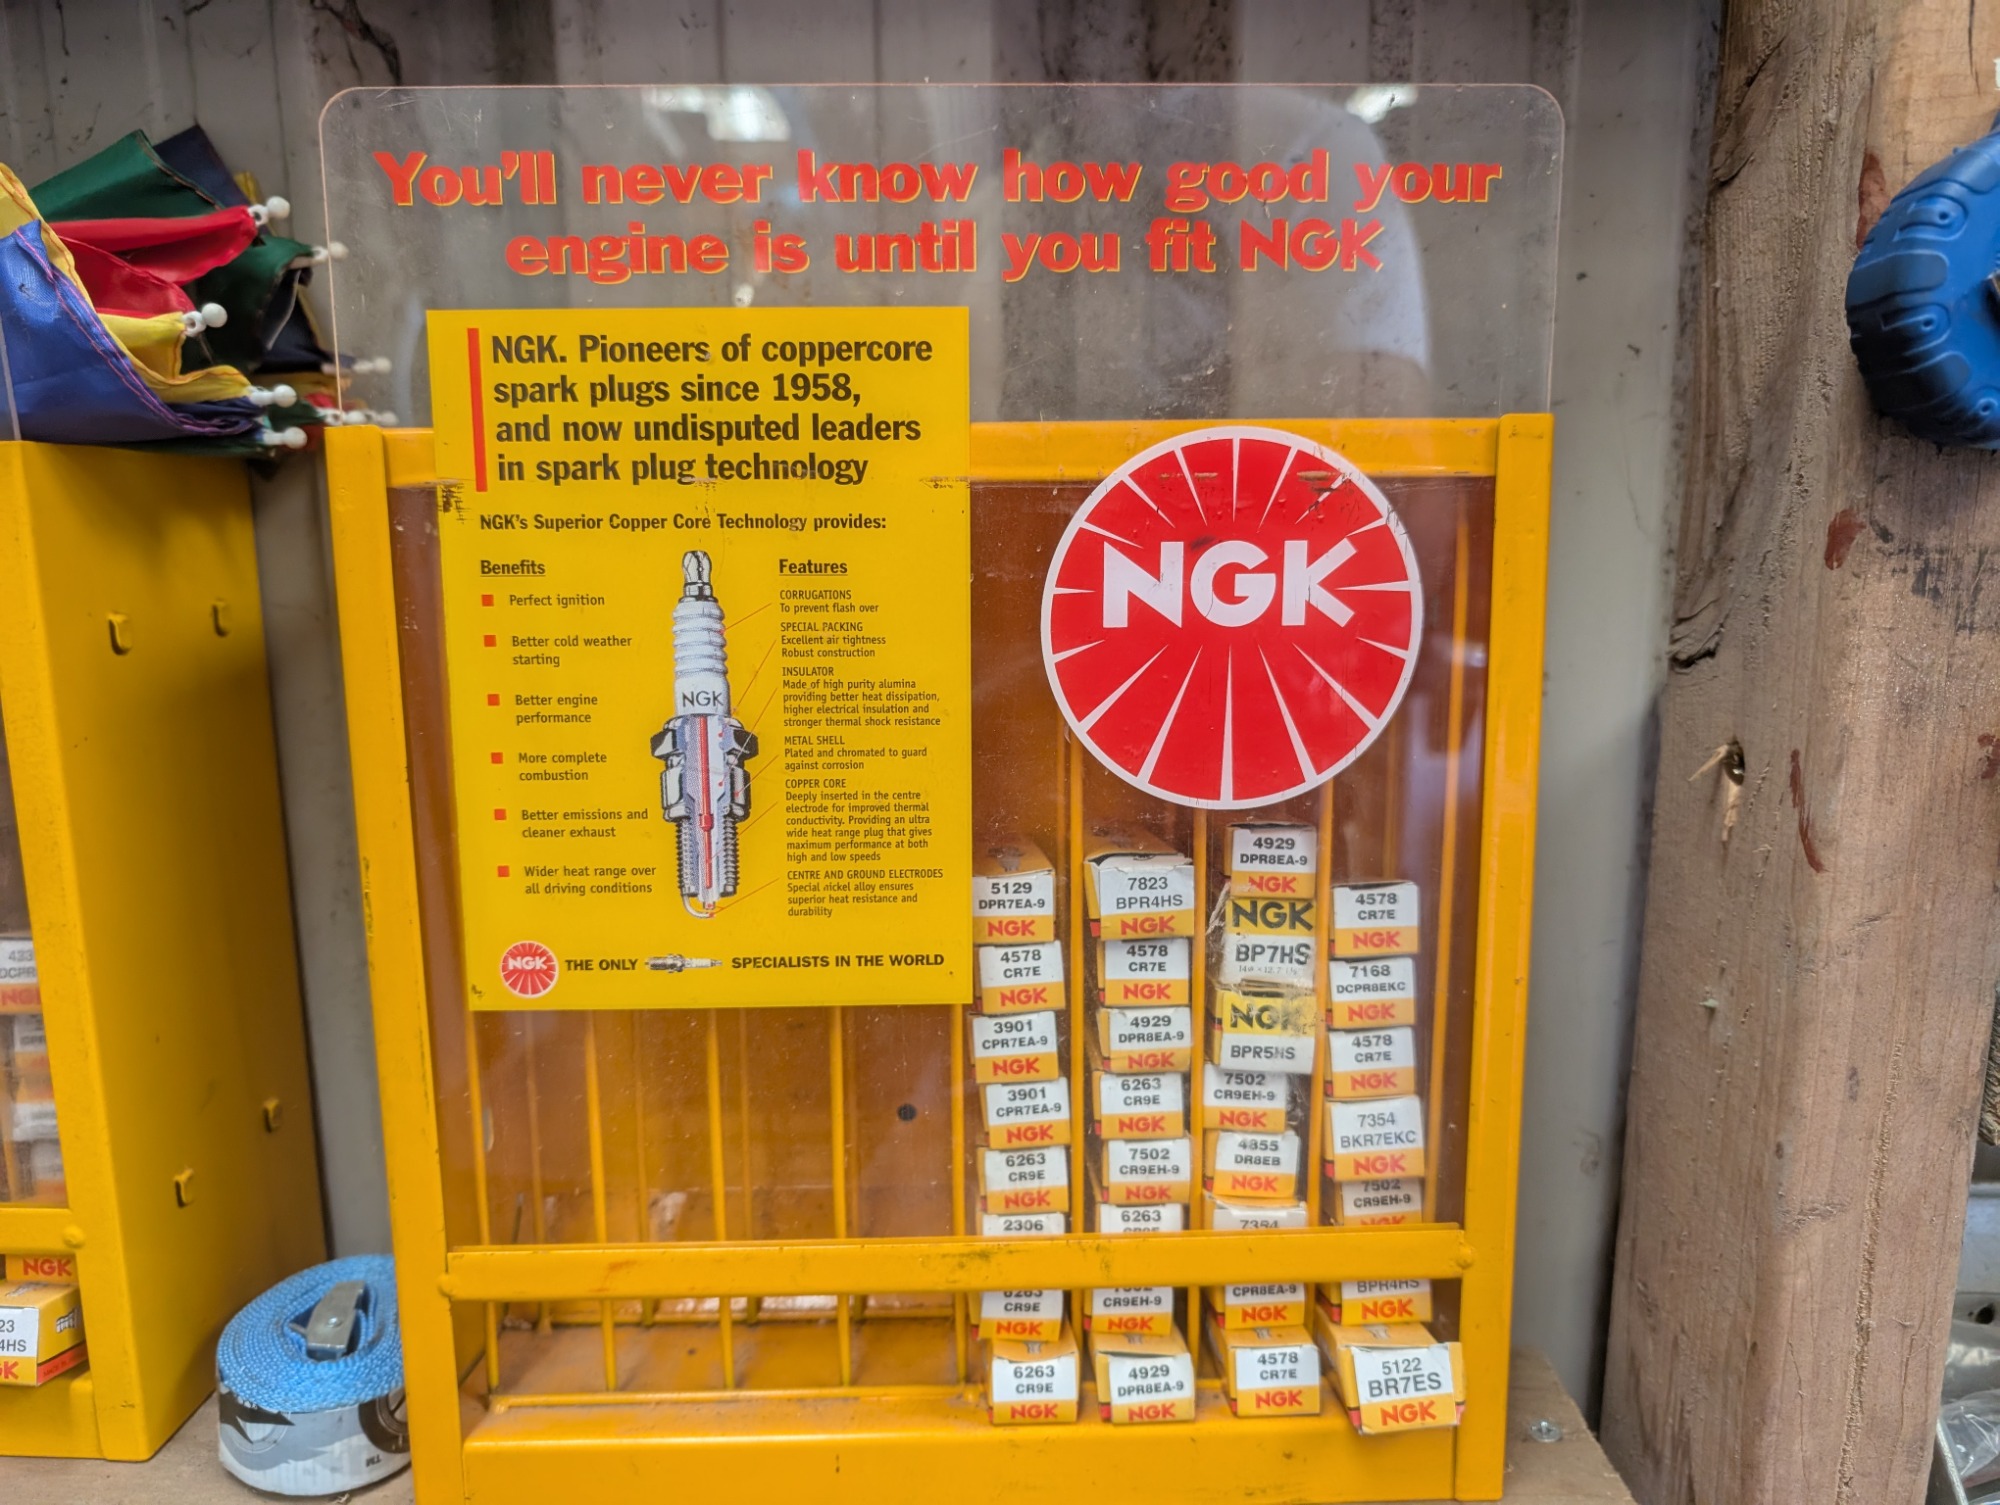 You'll never know how good your
engine is until you fit NGK
NGK. Pioneers of coppercore
spark plugs since 1958,
and now undisputed leaders
in spark plug technology
NGK's Superior Copper Core Technology provides:
Benefits
Perfect ignition
Better cold weather
starting
Better engine
performance
More complete
combustion
Better emissions and
cleaner exhaust
Wider heat range over
all driving conditions
NGK
Features
CORRUGATIONS
To prevent flash over
SPECIAL PACKING
Excellent air tightness
Robust construction
INSULATOR
Made of high purity alumina
providing better heat dissipation,
higher electrical insulation and
stronger thermal shock resistance
METAL SHELL
Plated and chromated to guard
against corrosion
COPPER CORE
Deeply inserted in the centre
electrode for improved thermal
conductivity. Providing an ultra
wide heat range plug that gives
maximum performance at both
high and low speeds
CENTRE AND GROUND ELECTRODES
Special nickel alloy ensures
superior heat resistance and
durability
NGK THE ONLY SPECIALISTS IN THE WORLD
NGK
5129
DPR7EA-9
NGK
4578
CR7E
NGK
3901
CPR7EA-9
NGK
3901
CPR7EA-9
NGK
6263
CR9E
NGK
2306
6263
CR9E
NGK
6263
CR9E
NGK
7823
BPR4HS
NGK
4578
CR7E
NGK
4929
DPR8EA-9
NGK
6263
CR9E
NGK
7502
CR9EH-9
NGK
6263
CR9E
7502
CR9EH-9
NGK
4929
DPR8EA-9
NGK
4929
DPR8EA-9
NGK
NGK
BP7HS
NGK
BPR5HS
7502
CR9EH-9
NGK
4855
DR8EB
NGK
7384
CPR8EA-9
NGK
4578
CR7E
NGK
4578
CR7E
NGK
7168
DCPR8EKC
NGK
4578
CR7E
NGK
7354
BKR7EKC
NGK
7502
CR9EH-9
NGK
BPR4HS
NGK
5122
BR7ES
NGK
433
DCPR
NG
NGK
23
4HS
GK